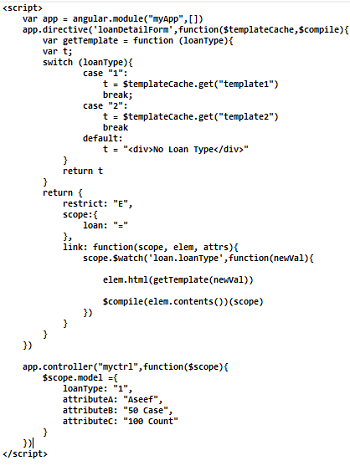 <script>
var app = angular.module("myApp",[])
app.directive('loanDetailForm',function($templateCache,$compile){
var getTemplate = function (loanType){
var t;
switch (loanType){
case "1":
t = $templateCache.get("template1")
break;
case "2":
t = $templateCache.get("template2")
break
default:
t = "<div>No Loan Type</div>"
}
return t
}
return {
restrict: "E",
scope:{
loan: "="
},
link: function(scope, elem, attrs){
scope.$watch('loan.loanType',function(newVal){
elem.html(getTemplate(newVal))
$compile(elem.contents())(scope)
})
}
}
})
app.controller("myctrl",function($scope){
$scope.model ={
loanType: "1",
attributeA: "Aseef",
attributeB: "50 Case",
attributeC: "100 Count"
}
})
</script>